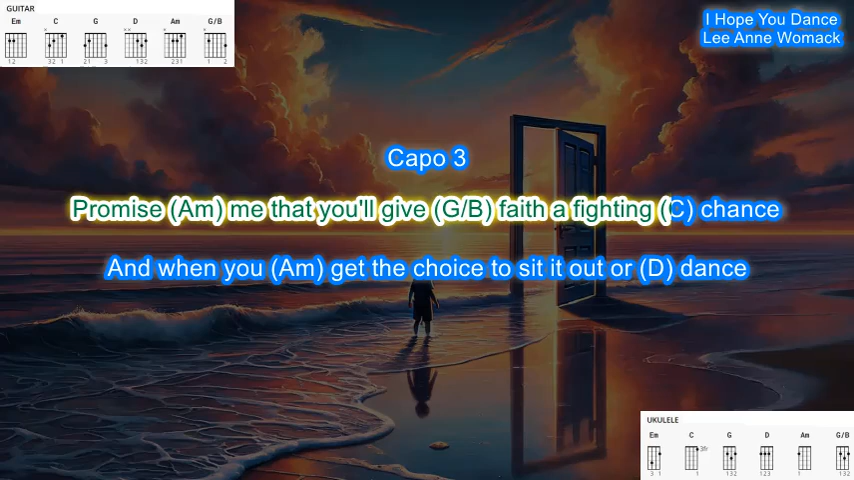 GUITAR
Em C G D Am G/B
I Hope You Dance
Lee Anne Womack
Capo 3
Promise (Am) me that you'll give (G/B) faith a fighting (C) chance
And when you (Am) get the choice to sit it out or (D) dance
UKULELE
Em C G D Am G/B
3fr